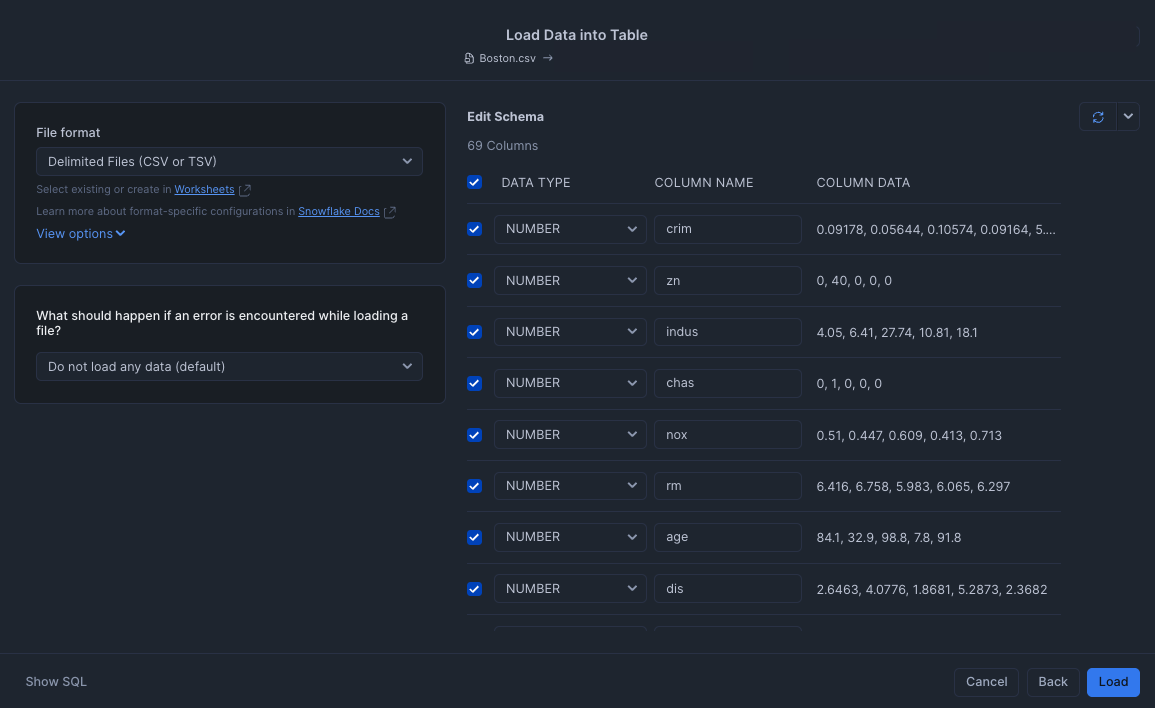 Load Data into Table
Boston.csv →
File format
Delimited Files (CSV or TSV)
Select existing or create in Worksheets
Learn more about format-specific configurations in Snowflake Docs
View options
What should happen if an error is encountered while loading a
file?
Do not load any data (default)
Edit Schema
69 Columns
DATA TYPE COLUMN NAME COLUMN DATA
NUMBER crim 0.09178, 0.05644, 0.10574, 0.09164, 5....
NUMBER zn 0, 40, 0, 0, 0
NUMBER indus 4.05, 6.41, 27.74, 10.81, 18.1
NUMBER chas 0, 1, 0, 0, 0
NUMBER nox 0.51, 0.447, 0.609, 0.413, 0.713
NUMBER rm 6.416, 6.758, 5.983, 6.065, 6.297
NUMBER age 84.1, 32.9, 98.8, 7.8, 91.8
NUMBER dis 2.6463, 4.0776, 1.8681, 5.2873, 2.3682
Show SQL
Cancel Back Load